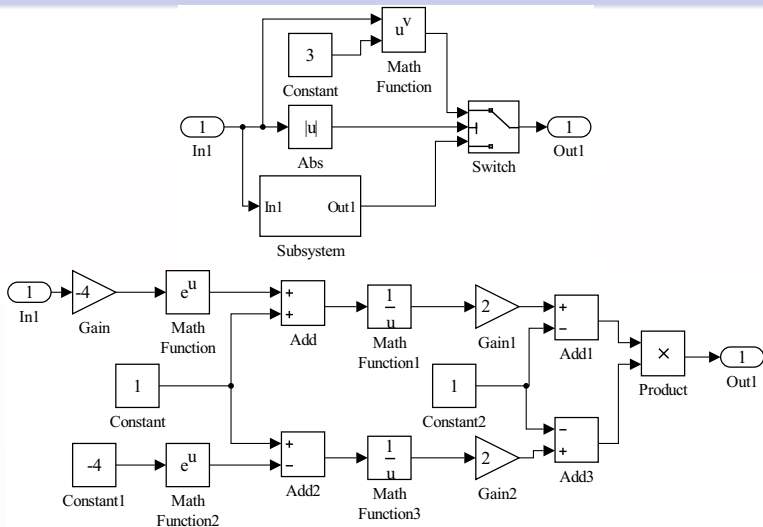 u^v
3
Constant
Math
Function
1
In1
|u|
Abs
Switch
1
Out1
In1 Out1
Subsystem
1
In1
-4
Gain
e^u
Math
Function
+
+
Add
1
u
Math
Function1
2
Gain1
+
−
Add1
×
Product
1
Out1
1
Constant
1
Constant2
-4
Constant1
e^u
Math
Function2
+
−
Add2
1
u
Math
Function3
2
Gain2
−
+
Add3